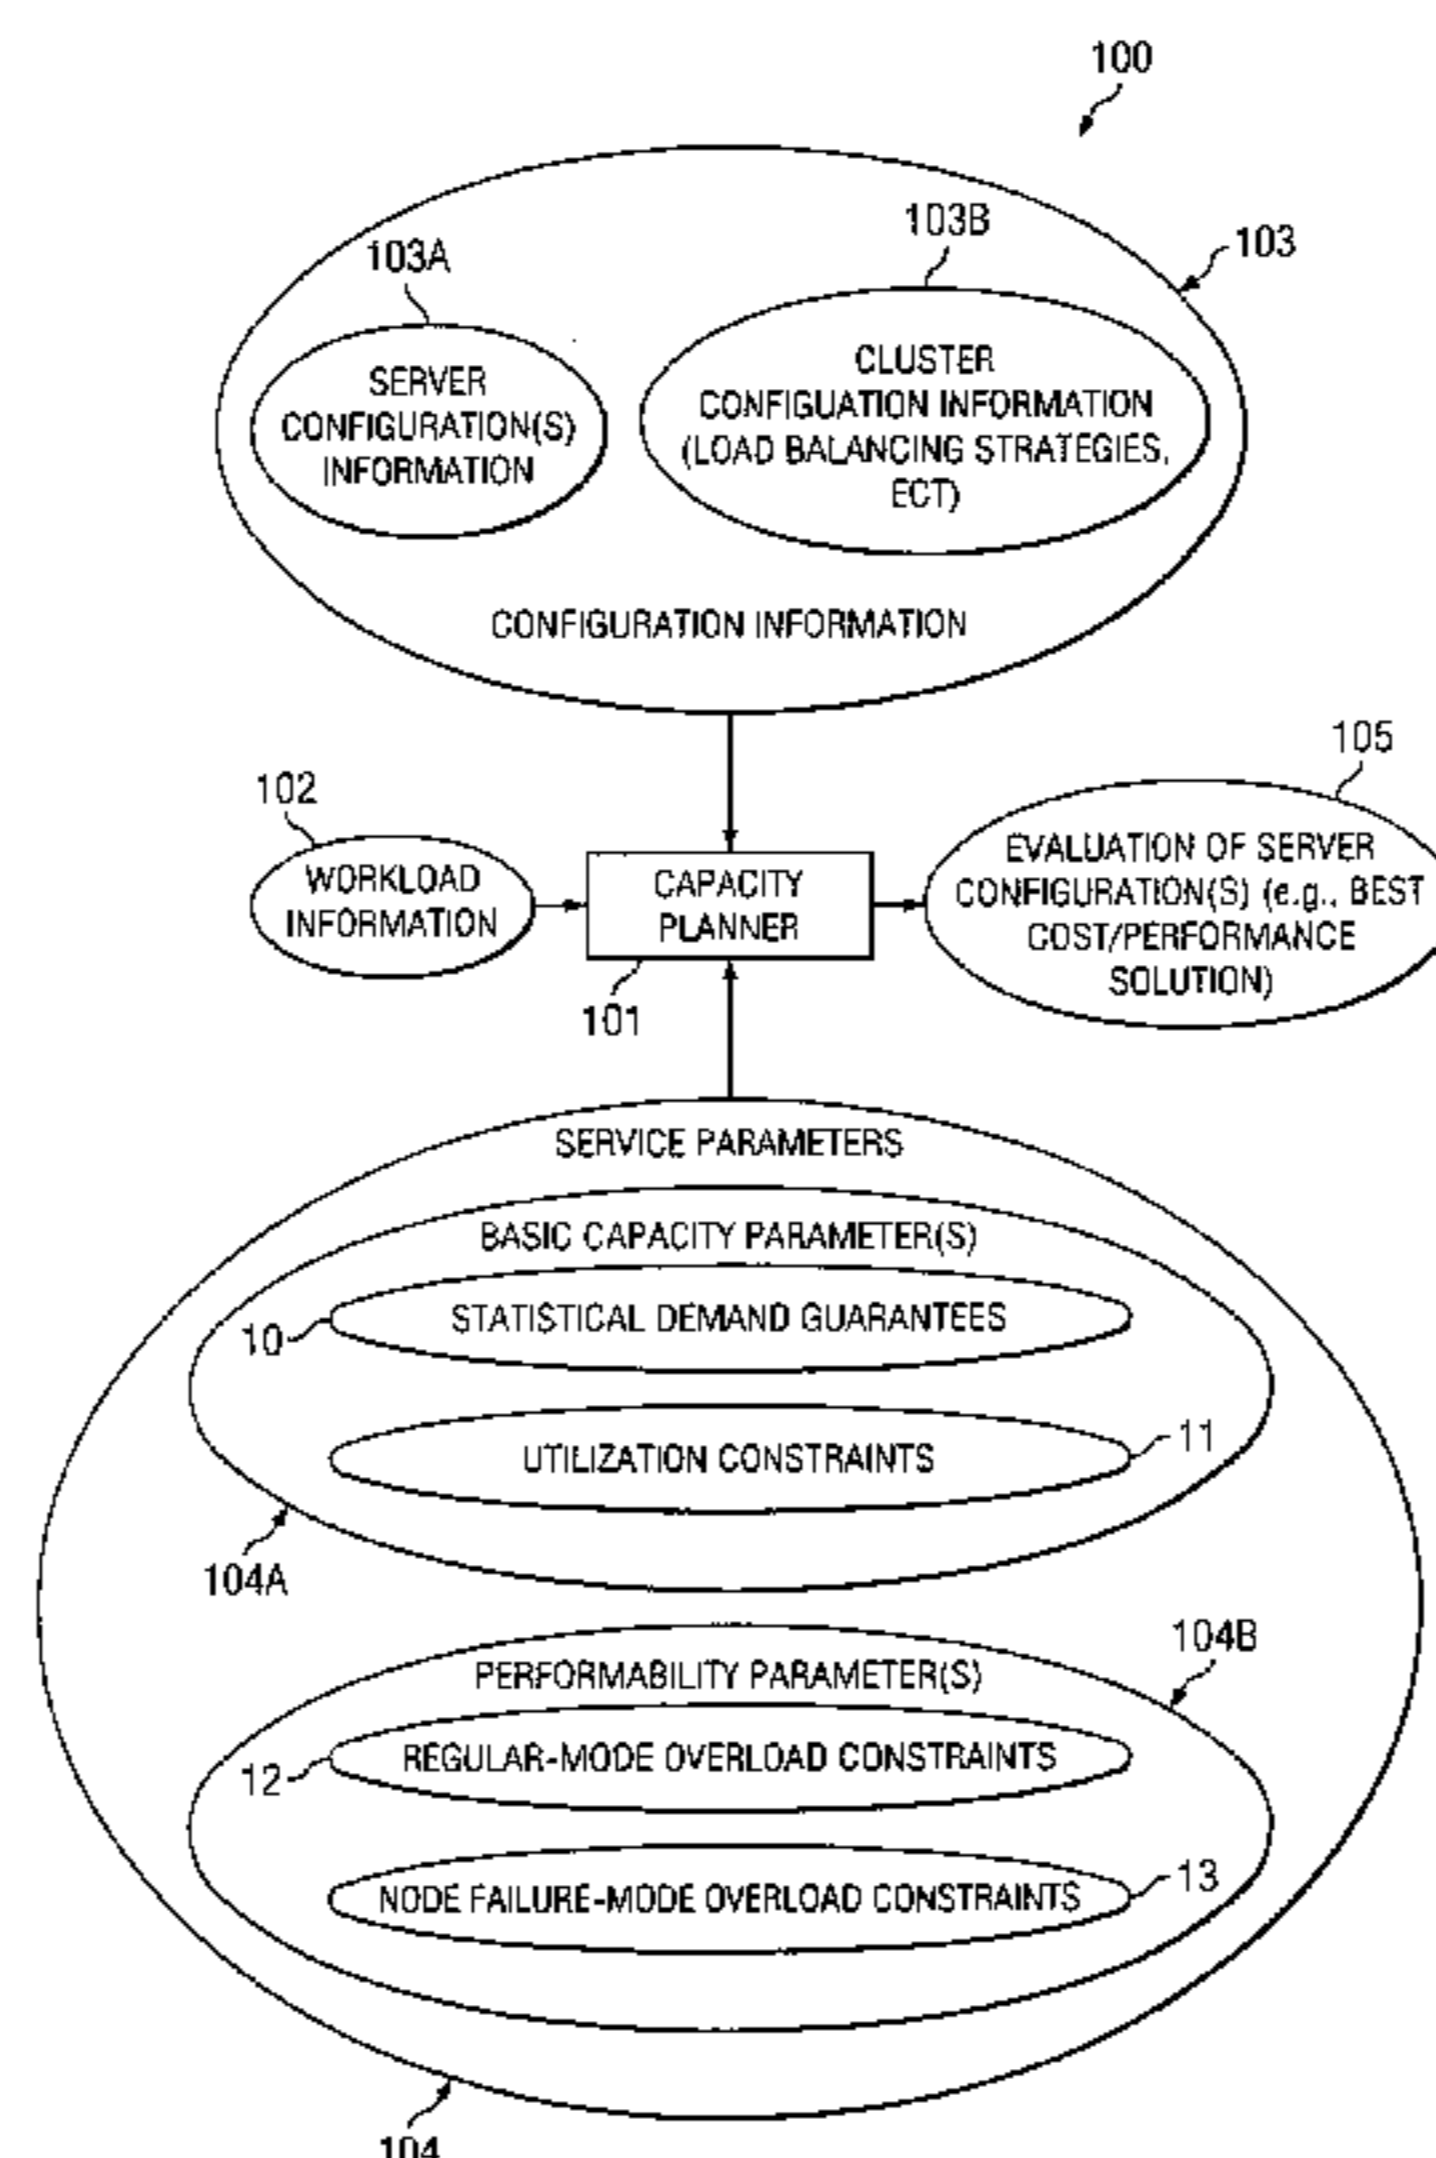 100
103B
103
103A
CLUSTER
CONFIGUATION INFORMATION
(LOAD BALANCING STRATEGIES,
ECT)
SERVER
CONFIGURATION(S)
INFORMATION
CONFIGURATION INFORMATION
105
102
WORKLOAD
INFORMATION
CAPACITY
PLANNER
101
EVALUATION OF SERVER
CONFIGURATION(S) (e.g., BEST
COST/PERFORMANCE
SOLUTION)
SERVICE PARAMETERS
BASIC CAPACITY PARAMETER(S)
STATISTICAL DEMAND GUARANTEES
10
UTILIZATION CONSTRAINTS
11
104A
104B
PERFORMABILITY PARAMETER(S)
REGULAR-MODE OVERLOAD CONSTRAINTS
12
NODE FAILURE-MODE OVERLOAD CONSTRAINTS
13
104